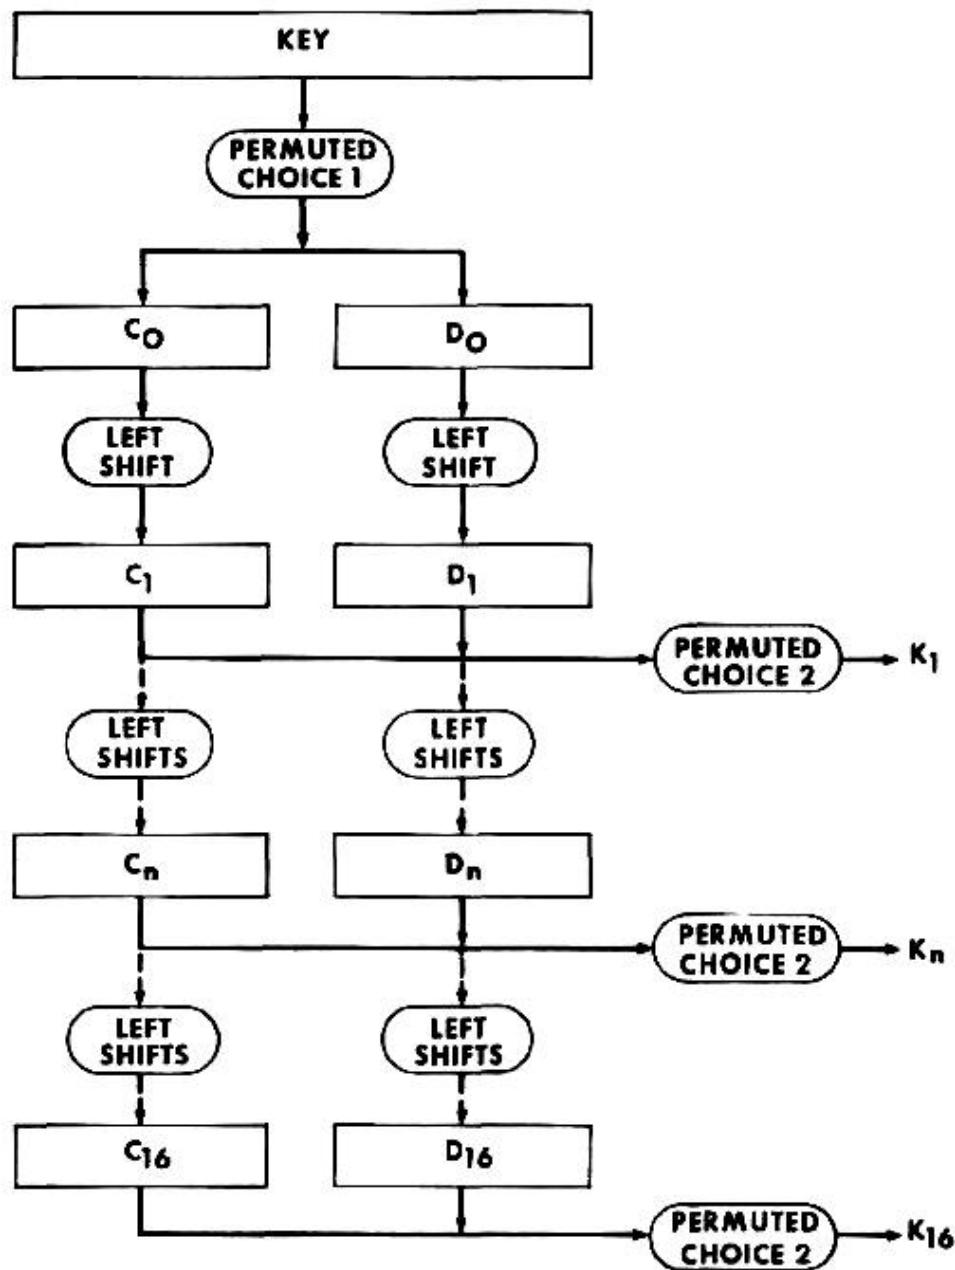 KEY
PERMUTED
CHOICE 1
C0 D0
LEFT
SHIFT
LEFT
SHIFT
C1 D1
PERMUTED
CHOICE 2
K1
LEFT
SHIFTS
LEFT
SHIFTS
Cn Dn
PERMUTED
CHOICE 2
Kn
LEFT
SHIFTS
LEFT
SHIFTS
C16 D16
PERMUTED
CHOICE 2
K16